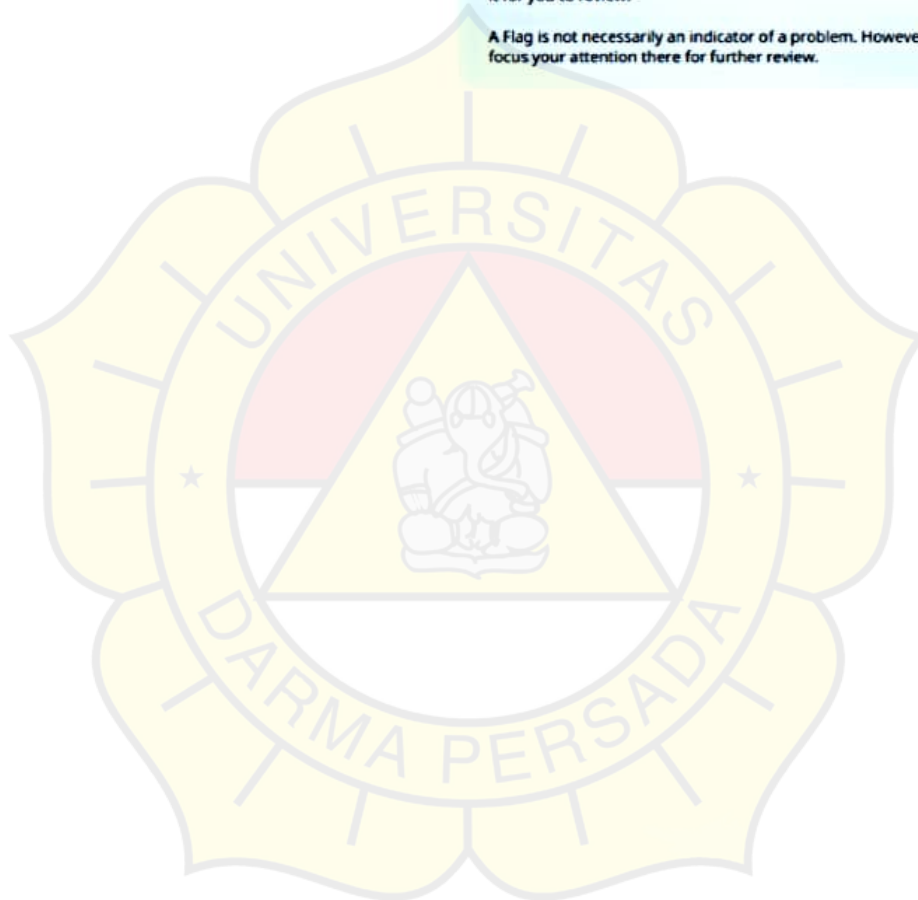 A Flag is not necessarily an indicator of a problem. Howeve
focus your attention there for further review.
UNIVERSITAS
DARMA PERSADA